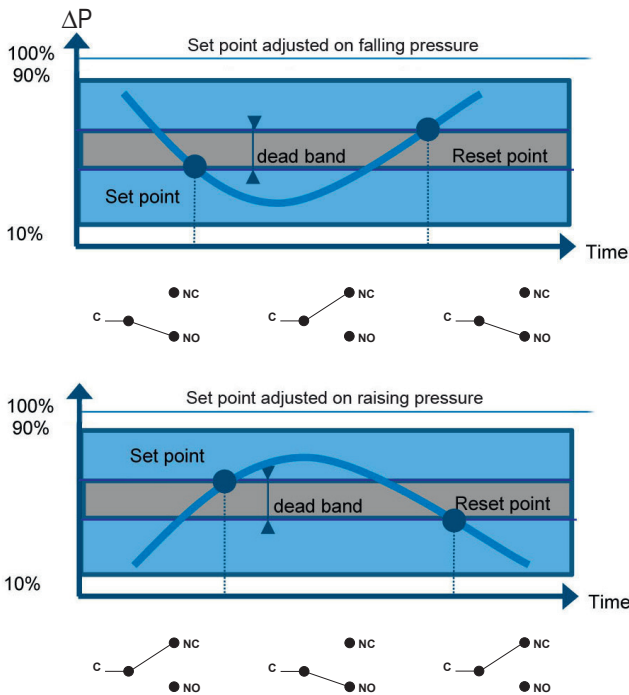 ΔP
Set point adjusted on falling pressure
100%
90%
dead band
Reset point
Set point
10%
Time
NC
C
NO
NC
C
NO
NC
C
NO
Set point adjusted on raising pressure
100%
90%
Set point
dead band
Reset point
10%
Time
NC
C
NO
NC
C
NO
NC
C
NO